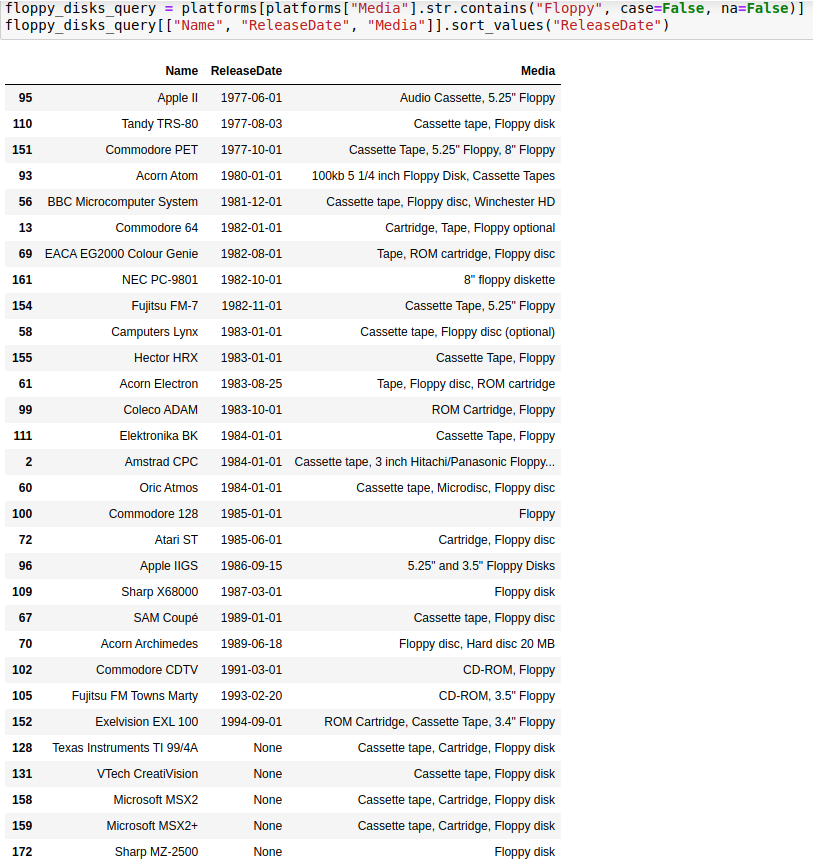 floppy_disks_query = platforms[platforms["Media"].str.contains("Floppy", case=False, na=False)]
floppy_disks_query[["Name", "ReleaseDate", "Media"]].sort_values("ReleaseDate")
Name ReleaseDate Media
95 Apple II 1977-06-01 Audio Cassette, 5.25" Floppy
110 Tandy TRS-80 1977-08-03 Cassette tape, Floppy disk
151 Commodore PET 1977-10-01 Cassette Tape, 5.25" Floppy, 8" Floppy
93 Acorn Atom 1980-01-01 100kb 5 1/4 inch Floppy Disk, Cassette Tapes
56 BBC Microcomputer System 1981-12-01 Cassette tape, Floppy disc, Winchester HD
13 Commodore 64 1982-01-01 Cartridge, Tape, Floppy optional
69 EACA EG2000 Colour Genie 1982-08-01 Tape, ROM cartridge, Floppy disc
161 NEC PC-9801 1982-10-01 8" floppy diskette
154 Fujitsu FM-7 1982-11-01 Cassette Tape, 5.25" Floppy
58 Camputers Lynx 1983-01-01 Cassette tape, Floppy disc (optional)
155 Hector HRX 1983-01-01 Cassette Tape, Floppy
61 Acorn Electron 1983-08-25 Tape, Floppy disc, ROM cartridge
99 Coleco ADAM 1983-10-01 ROM Cartridge, Floppy
111 Elektronika BK 1984-01-01 Cassette Tape, Floppy
2 Amstrad CPC 1984-01-01 Cassette tape, 3 inch Hitachi/Panasonic Floppy...
60 Oric Atmos 1984-01-01 Cassette tape, Microdisc, Floppy disc
100 Commodore 128 1985-01-01 Floppy
72 Atari ST 1985-06-01 Cartridge, Floppy disc
96 Apple IIGS 1986-09-15 5.25" and 3.5" Floppy Disks
109 Sharp X68000 1987-03-01 Floppy disk
67 SAM Coupé 1989-01-01 Cassette tape, Floppy disc
70 Acorn Archimedes 1989-06-18 Floppy disc, Hard disc 20 MB
102 Commodore CDTV 1991-03-01 CD-ROM, Floppy
105 Fujitsu FM Towns Marty 1993-02-20 CD-ROM, 3.5" Floppy
152 Exelvision EXL 100 1994-09-01 ROM Cartridge, Cassette Tape, 3.4" Floppy
128 Texas Instruments TI 99/4A None Cassette tape, Cartridge, Floppy disk
131 VTech CreatiVision None Cassette tape, Floppy disk
158 Microsoft MSX2 None Cassette tape, Cartridge, Floppy disk
159 Microsoft MSX2+ None Cassette tape, Cartridge, Floppy disk
172 Sharp MZ-2500 None Floppy disk